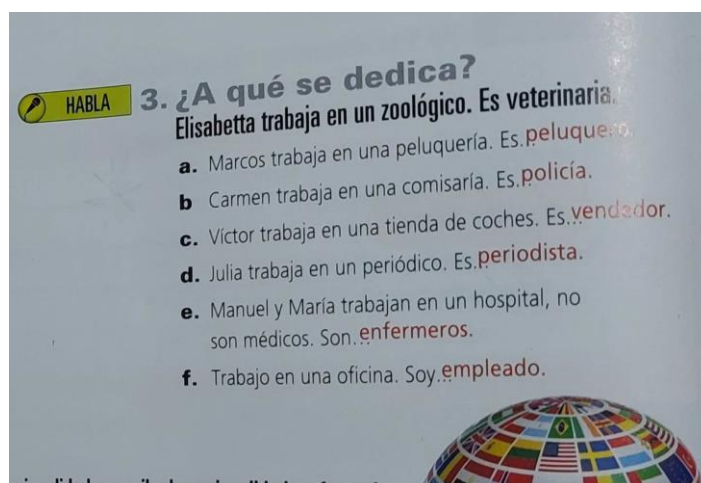 HABLA
3. ¿A qué se dedica?
Elisabetta trabaja en un zoológico. Es veterinaria.
a. Marcos trabaja en una peluquería. Es.peluquero.
b Carmen trabaja en una comisaría. Es.policía.
c. Víctor trabaja en una tienda de coches. Es..vendedor.
d. Julia trabaja en un periódico. Es.periodista.
e. Manuel y María trabajan en un hospital, no
son médicos. Son..enfermeros.
f. Trabajo en una oficina. Soy..empleado.